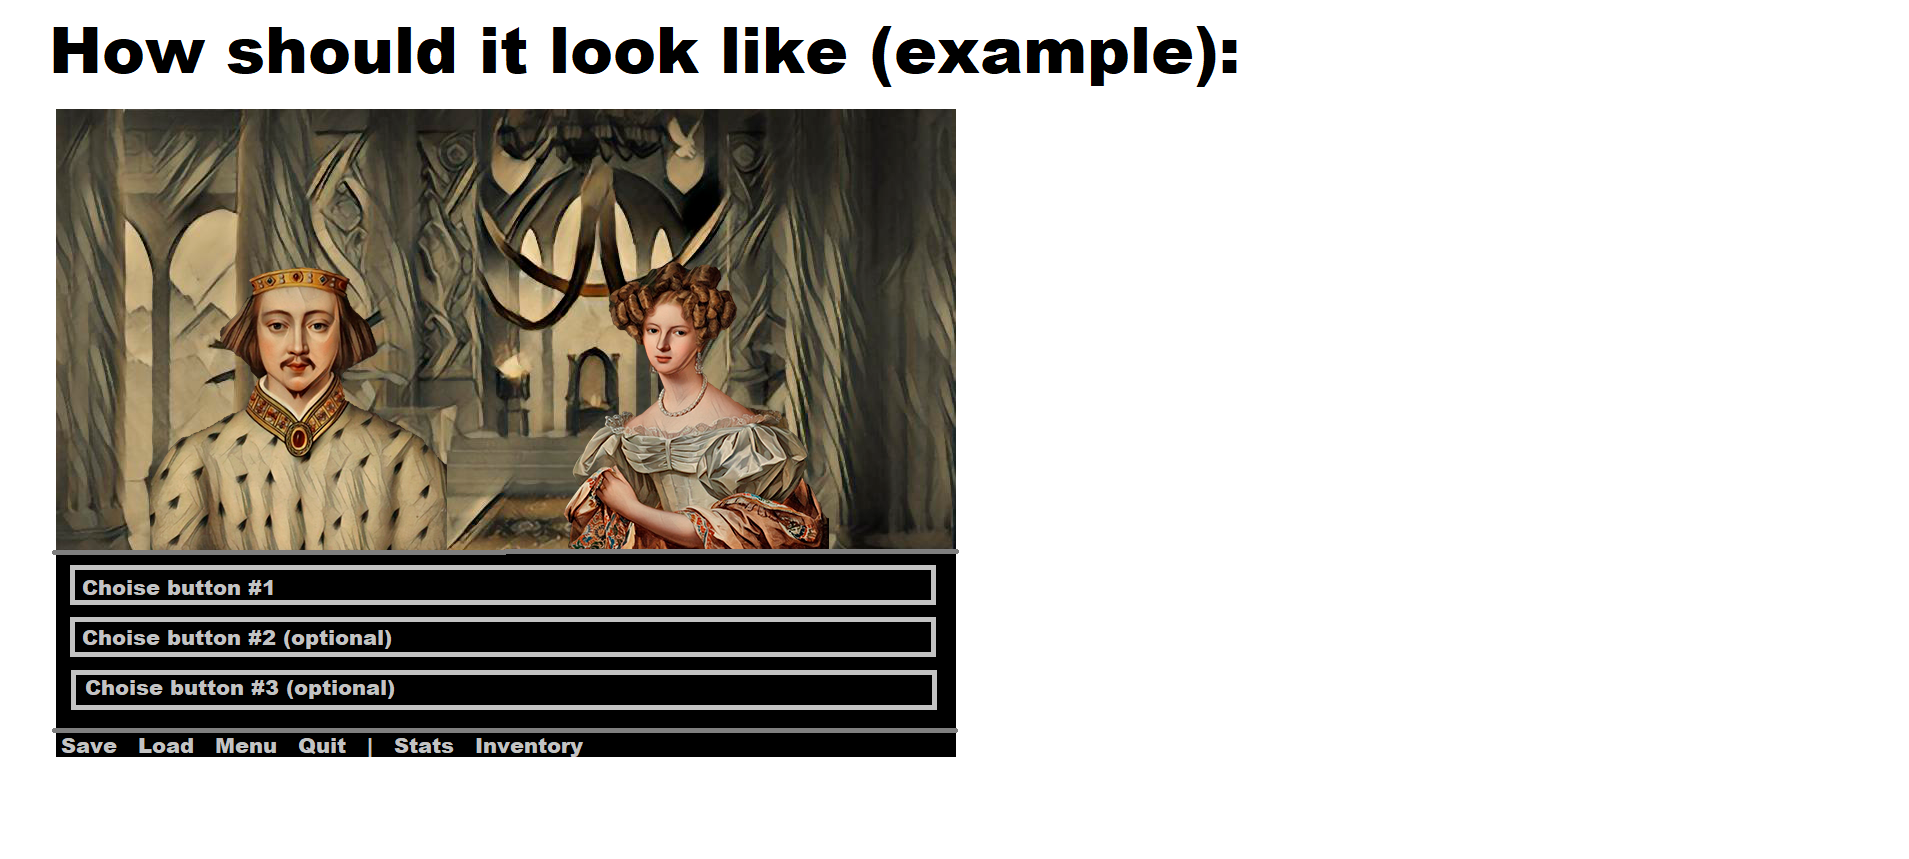 How should it look like (example):
Choise button #1
Choise button #2 (optional)
Choise button #3 (optional)
Save Load Menu Quit | Stats Inventory